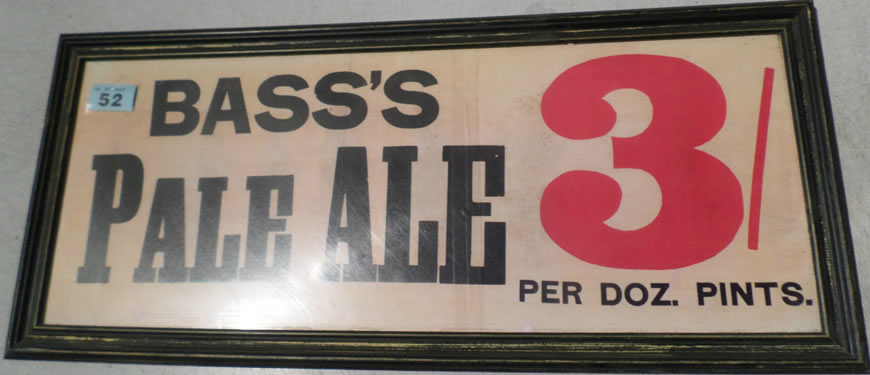 52
BASS'S
PALE ALE
3/
PER DOZ. PINTS.